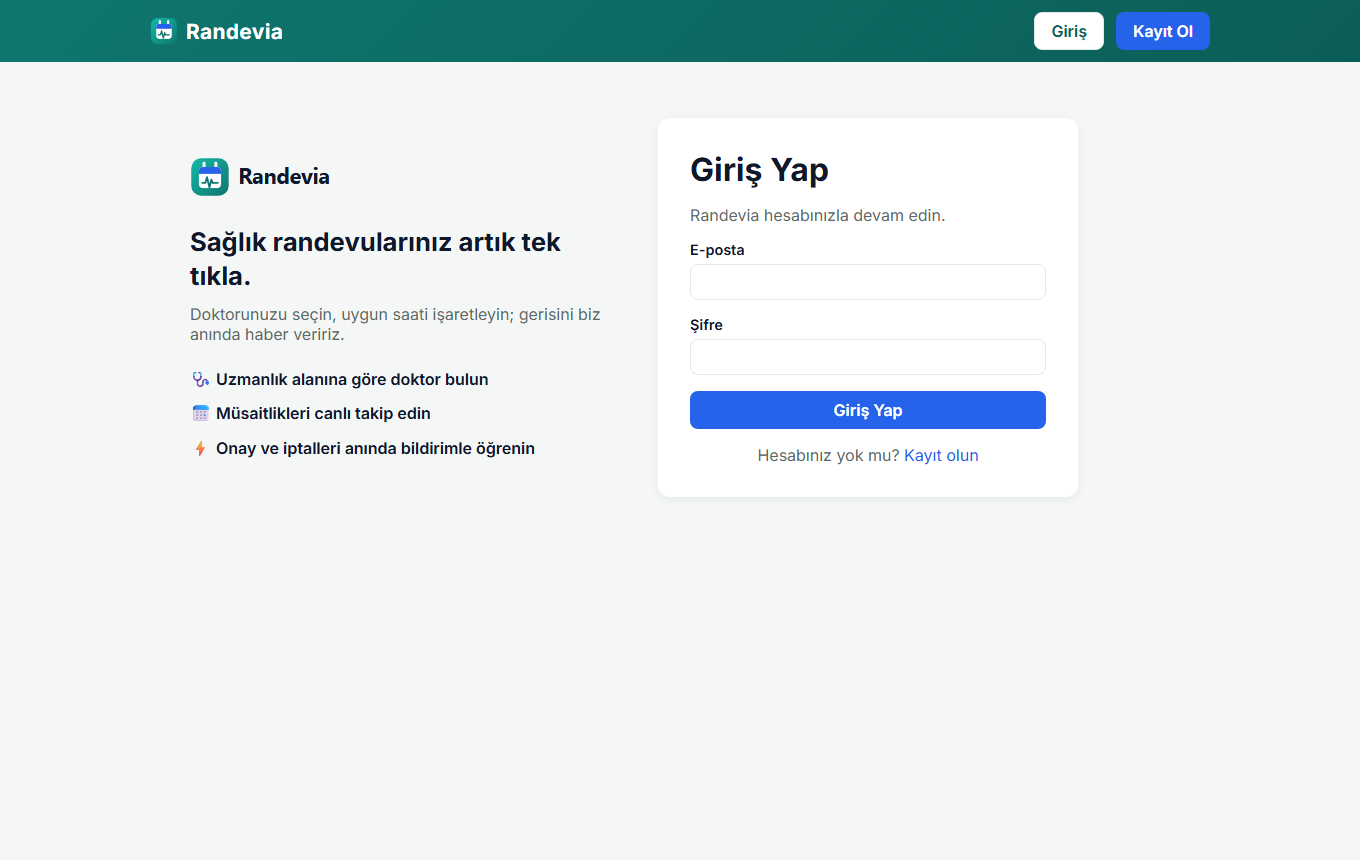 Randevia
Giriş
Kayıt Ol
Randevia
Sağlık randevularınız artık tek
tıkla.
Doktorunuzu seçin, uygun saati işaretleyin; gerisini biz
anında haber veririz.
Uzmanlık alanına göre doktor bulun
Müsaitlikleri canlı takip edin
Onay ve iptalleri anında bildirimle öğrenin
Giriş Yap
Randevia hesabınızla devam edin.
E-posta
Şifre
Giriş Yap
Hesabınız yok mu? Kayıt olun